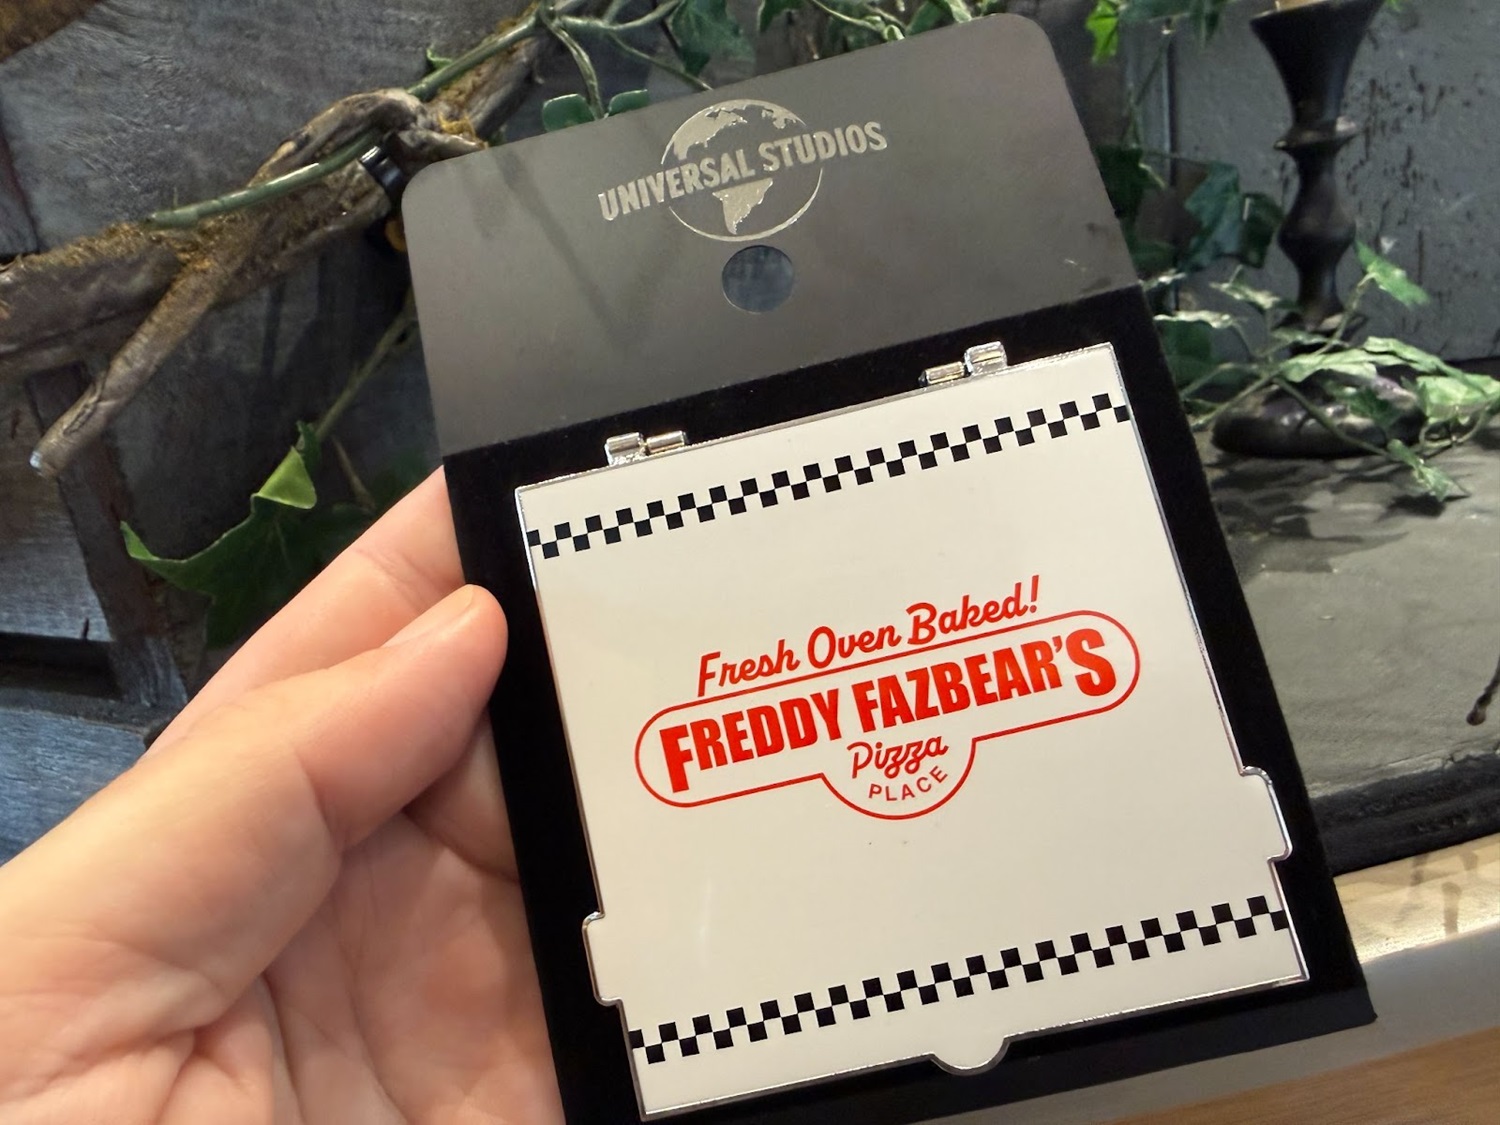 UNIVERSAL STUDIOS
Fresh Oven Baked!
FREDDY FAZBEAR'S
Pizza
PLACE